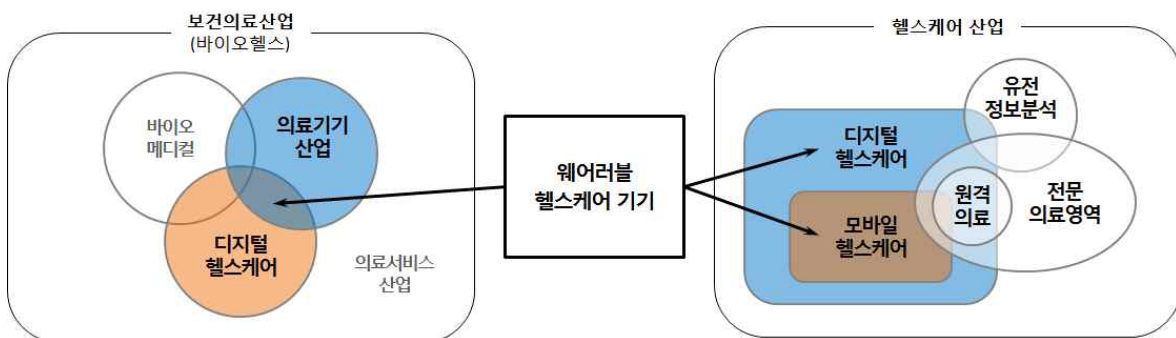 보건의료산업
(바이오헬스)
바이오
메디컬
의료기기
산업
디지털
헬스케어
의료서비스
산업
웨어러블
헬스케어 기기
헬스케어 산업
유전
정보분석
디지털
헬스케어
원격
의료
전문
의료영역
모바일
헬스케어